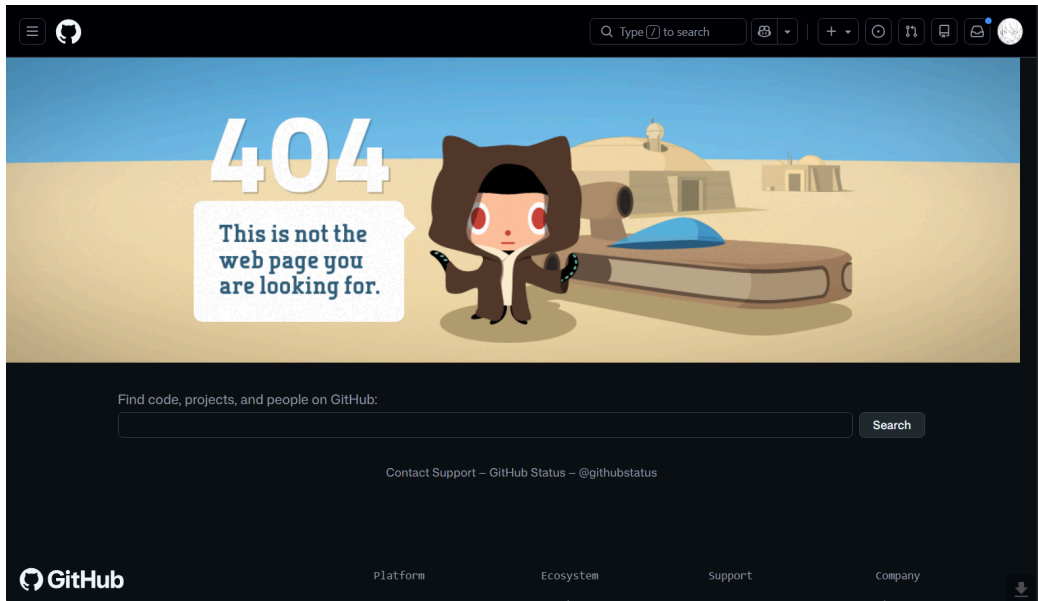 Type / to search
404
This is not the
web page you
are looking for.
Find code, projects, and people on GitHub:
Search
Contact Support — GitHub Status — @githubstatus
GitHub
Platform
Ecosystem
Support
Company